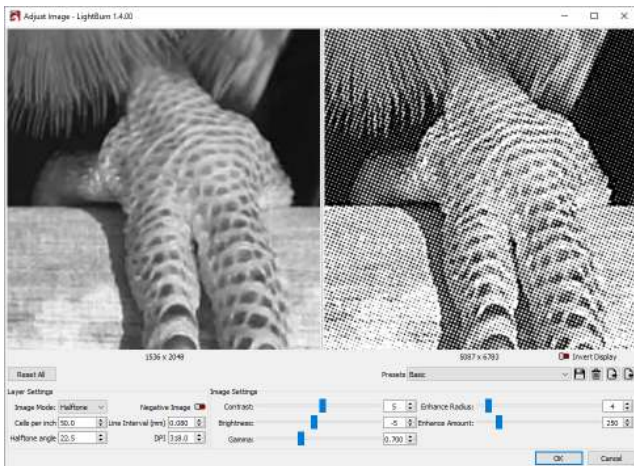 Adjust Image - LightBurn 1.4.00
1536 x 2048
5087 x 6783
Invert Display
Reset All
Presets Basic
Layer Settings
Image Settings
Image Mode: Halftone
Negative Image
Contrast: 5
Enhance Radius: 4
Cells per inch 50.0
Line Interval (mm) 0.080
Brightness: -5
Enhance Amount: 250
Halftone angle 22.5
DPI 318.0
Gamma: 0.700
OK
Cancel